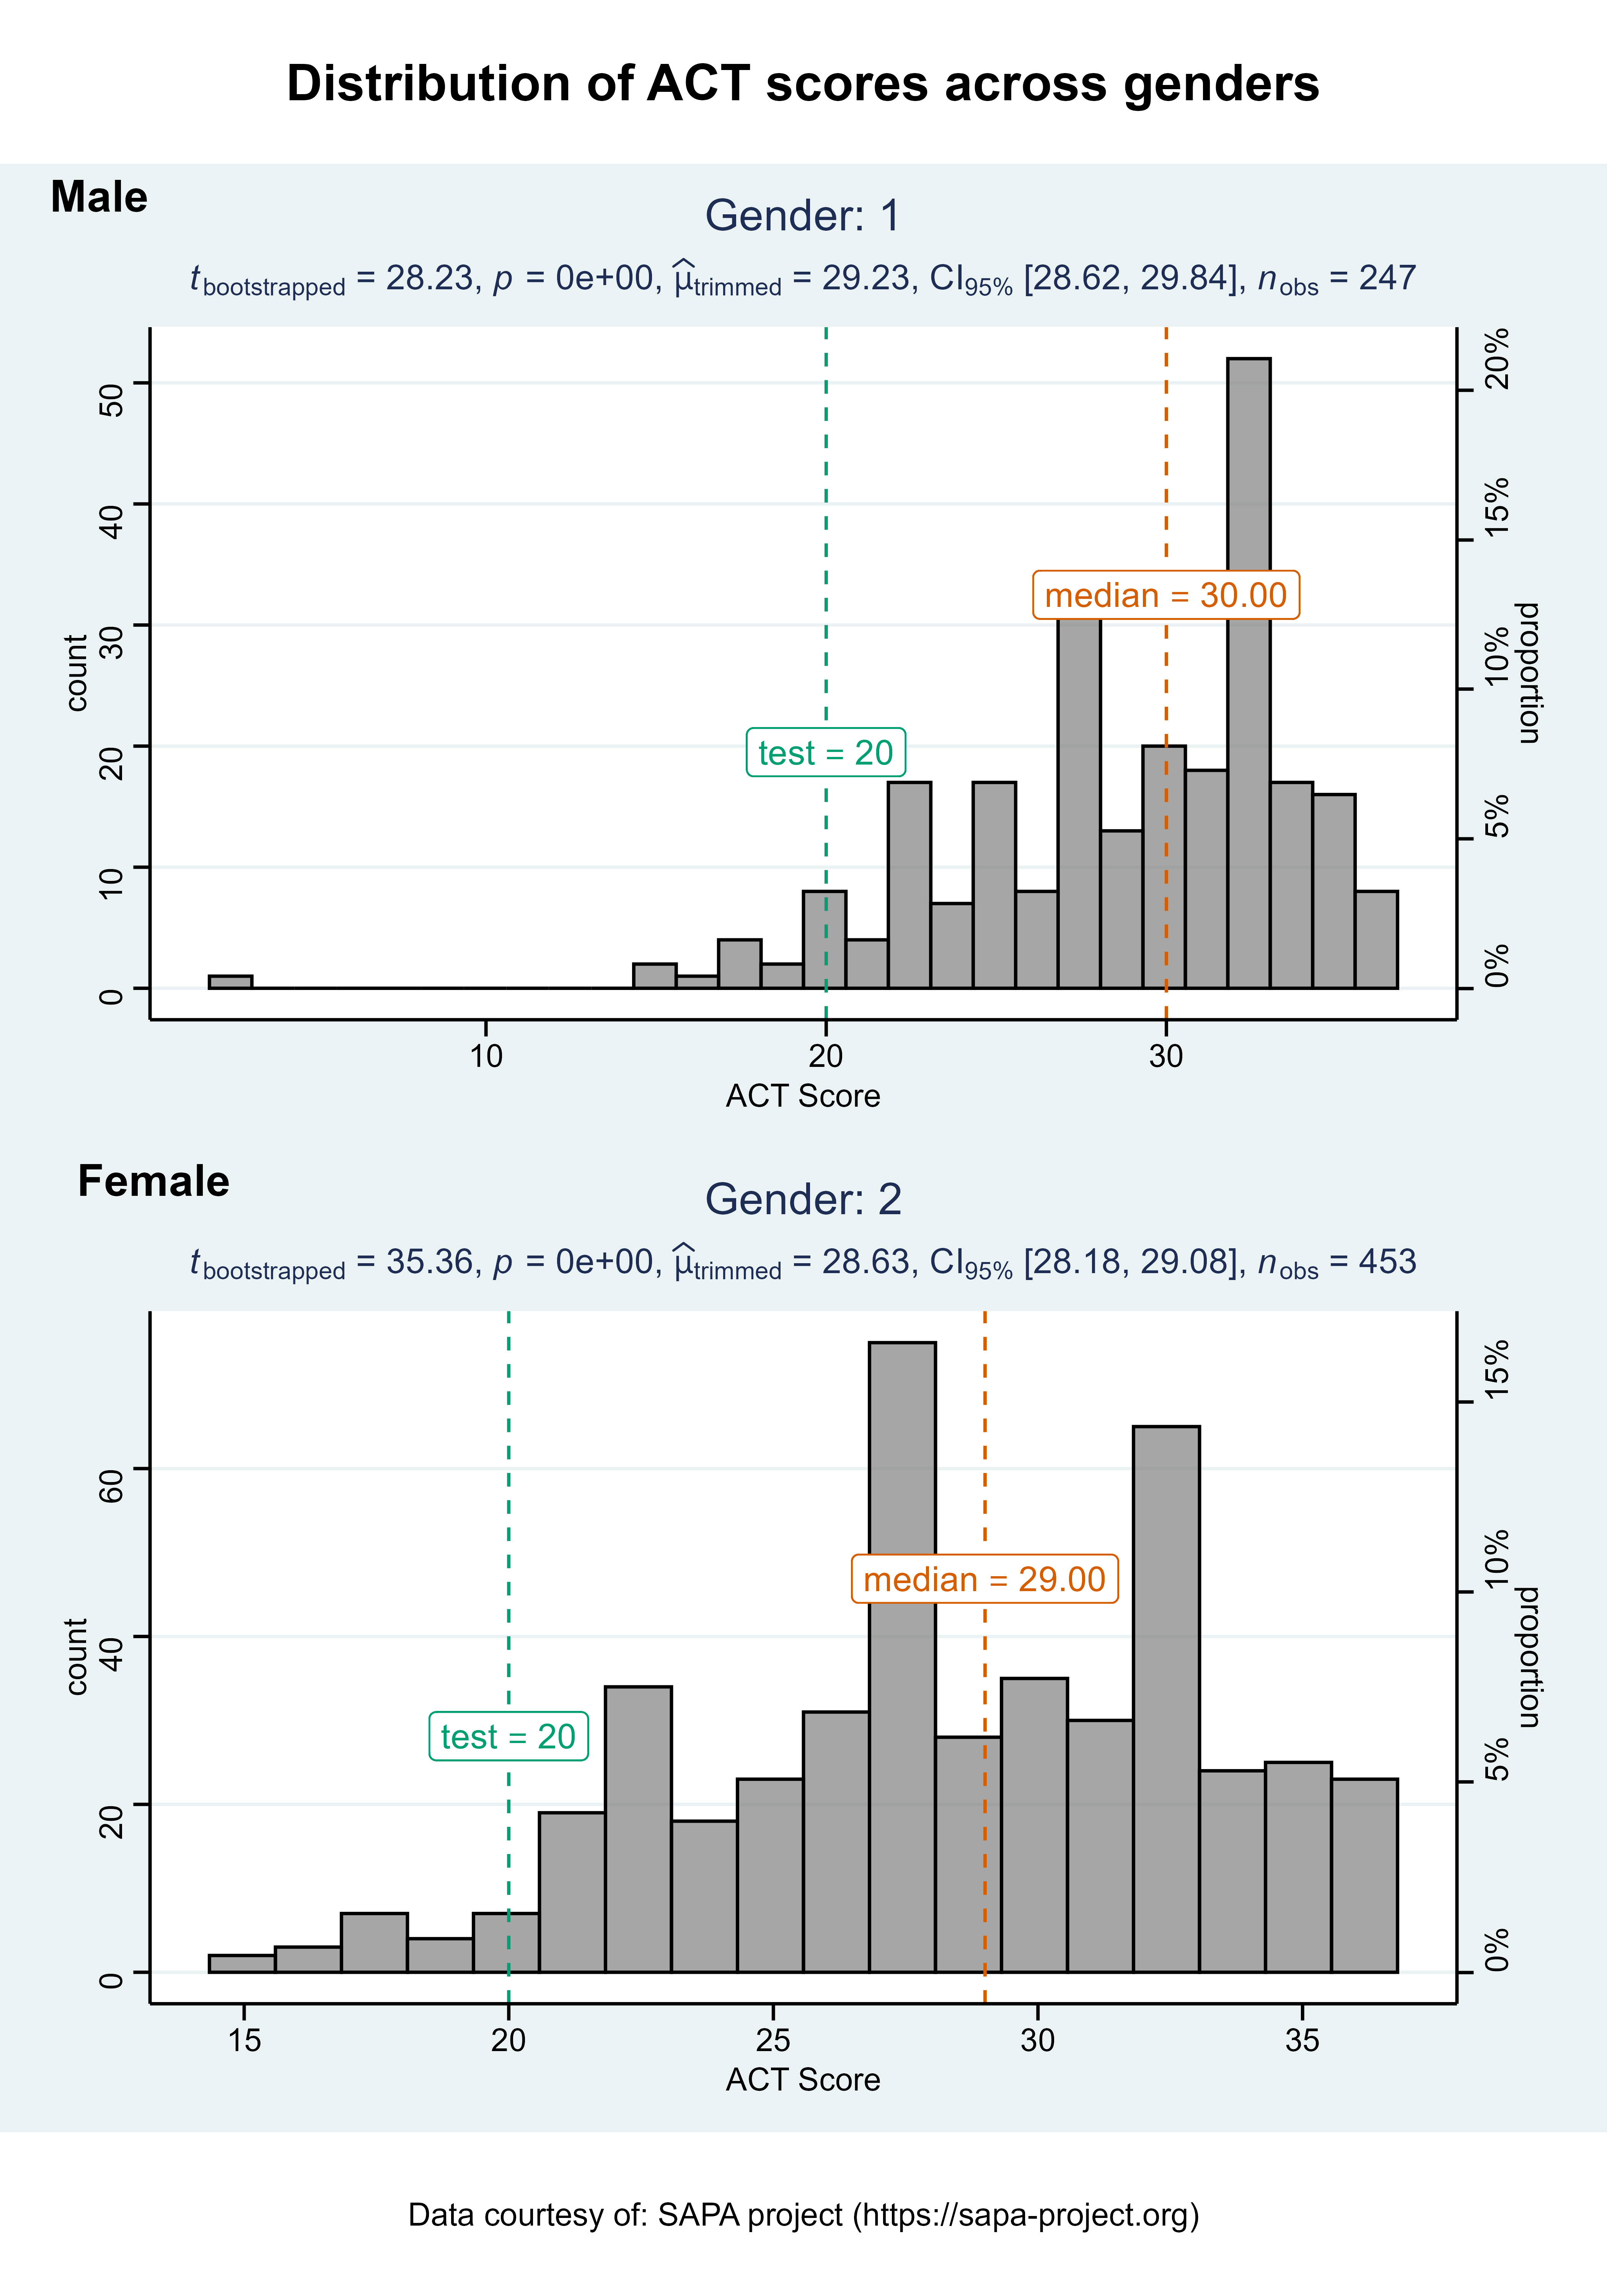 Distribution of ACT scores across genders
Male
Gender: 1
t bootstrapped = 28.23, p = 0e+00, μ̂ trimmed = 29.23, CI95% [28.62, 29.84], n obs = 247
50
40
30
20
10
0
count
20%
15%
10%
5%
0%
proportion
median = 30.00
test = 20
10
20
30
ACT Score
Female
Gender: 2
t bootstrapped = 35.36, p = 0e+00, μ̂ trimmed = 28.63, CI95% [28.18, 29.08], n obs = 453
60
40
20
0
count
15%
10%
5%
0%
proportion
median = 29.00
test = 20
15
20
25
30
35
ACT Score
Data courtesy of: SAPA project (https://sapa-project.org)